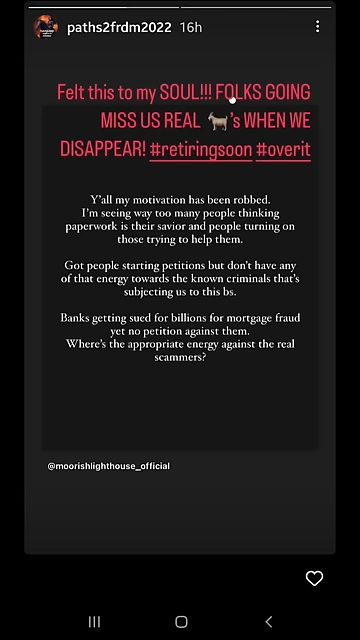 paths2frdm2022 16h
Felt this to my SOUL!!! FOLKS GOING
MISS US REAL 🐐's WHEN WE
DISAPPEAR! #retiringsoon #overit
Y'all my motivation has been robbed.
I'm seeing way too many people thinking
paperwork is their savior and people turning on
those trying to help them.
Got people starting petitions but don't have any
of that energy towards the known criminals that's
subjecting us to this bs.
Banks getting sued for billions for mortgage fraud
yet no petition against them.
Where's the appropriate energy against the real
scammers?
@moorishlighthouse_official